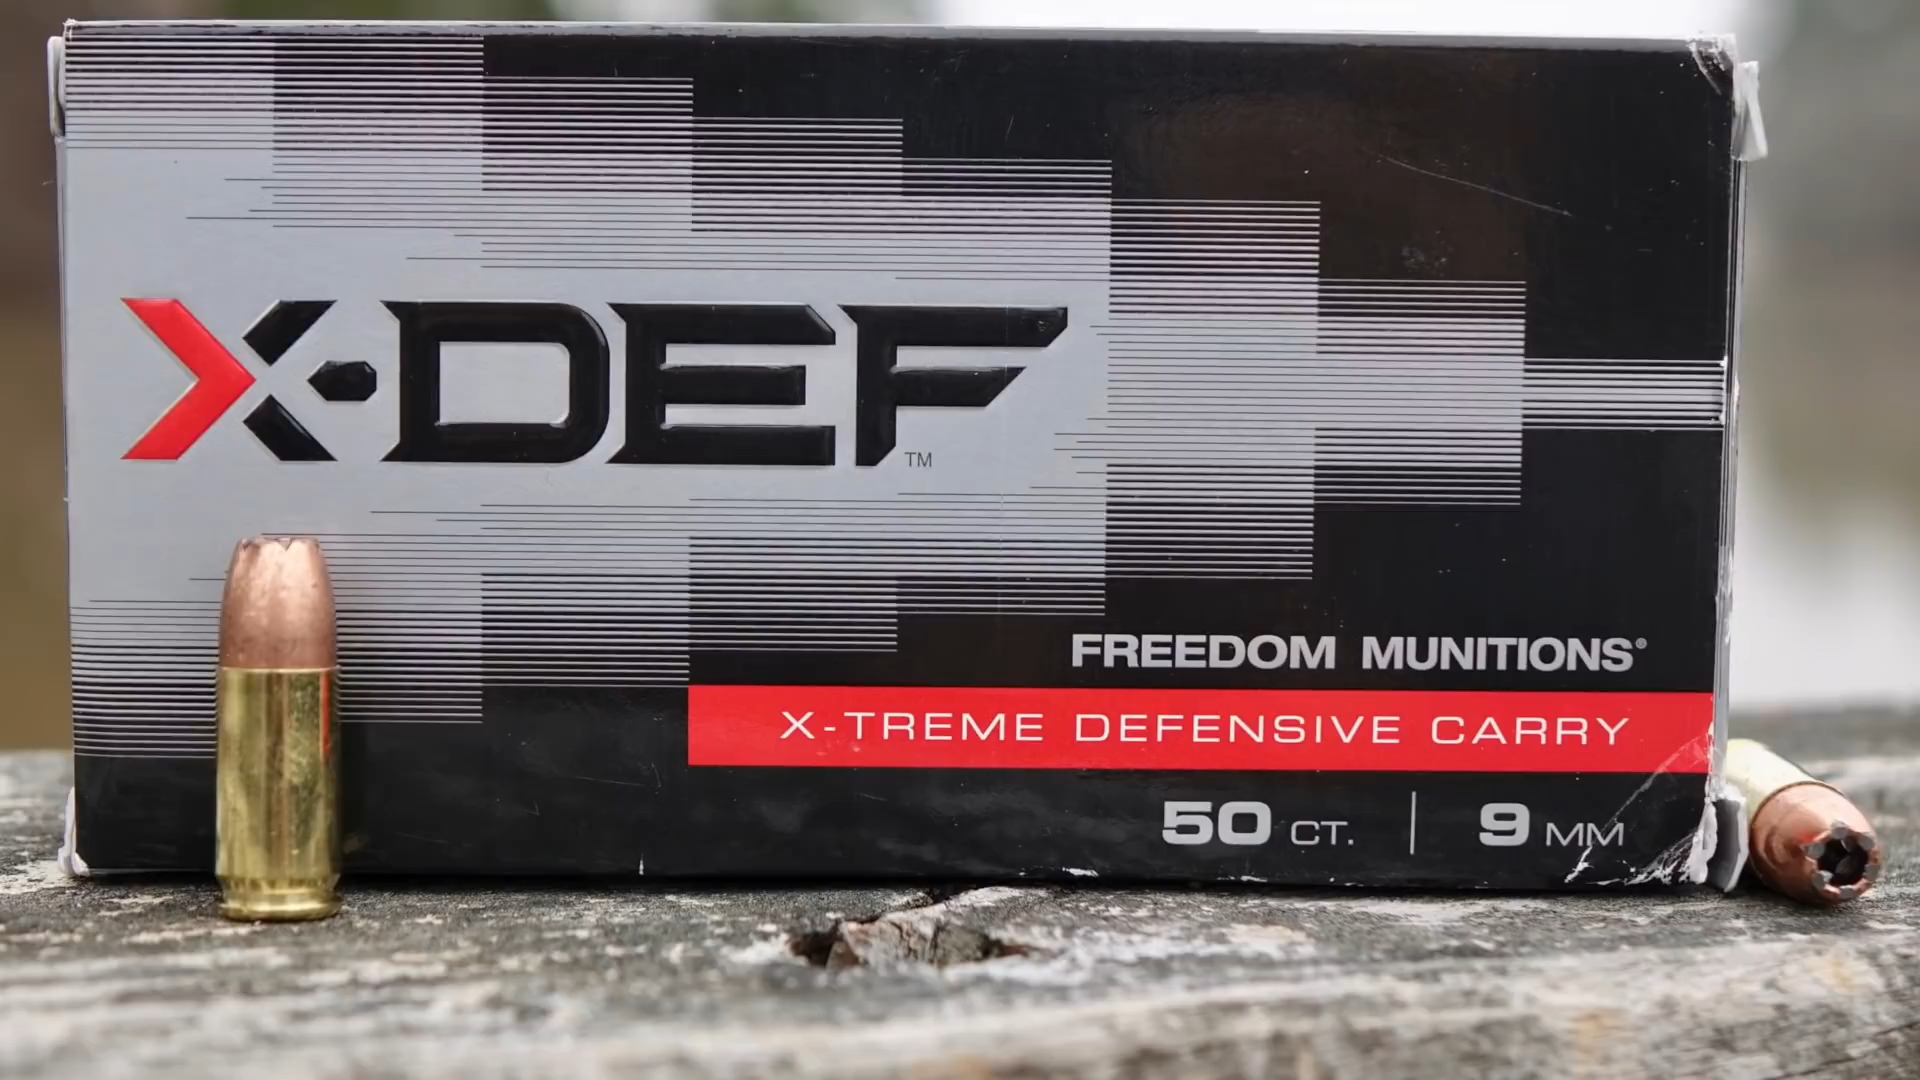 X-DEF™
FREEDOM MUNITIONS®
X-TREME DEFENSIVE CARRY
50 CT. | 9 MM